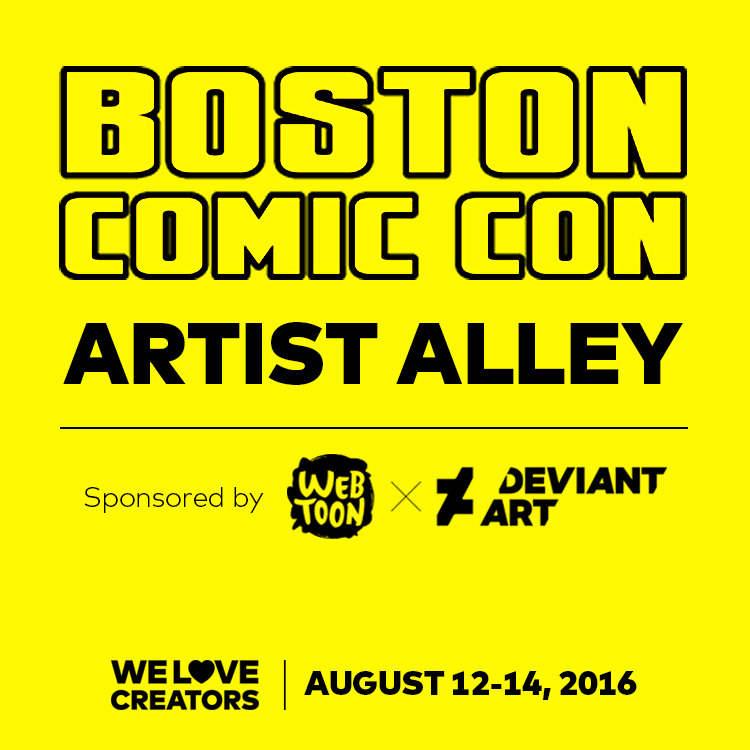 BOSTON
COMIC CON
ARTIST ALLEY
Sponsored by WEB TOON DEVIANT ART
WE LOVE CREATORS
AUGUST 12-14, 2016